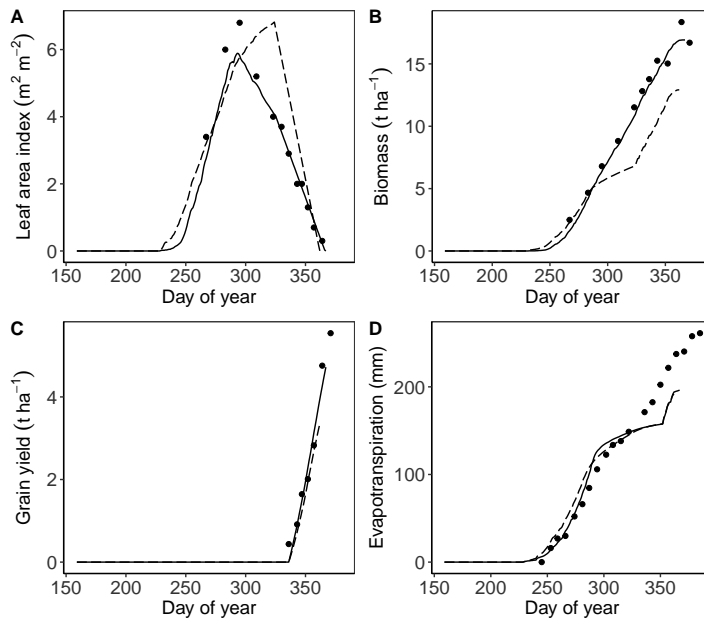 A
Leaf area index (m² m⁻²)
6
4
2
0
150 200 250 300 350
Day of year
B
Biomass (t ha⁻¹)
15
10
5
0
150 200 250 300 350
Day of year
C
Grain yield (t ha⁻¹)
4
2
0
150 200 250 300 350
Day of year
D
Evapotranspiration (mm)
200
100
0
150 200 250 300 350
Day of year